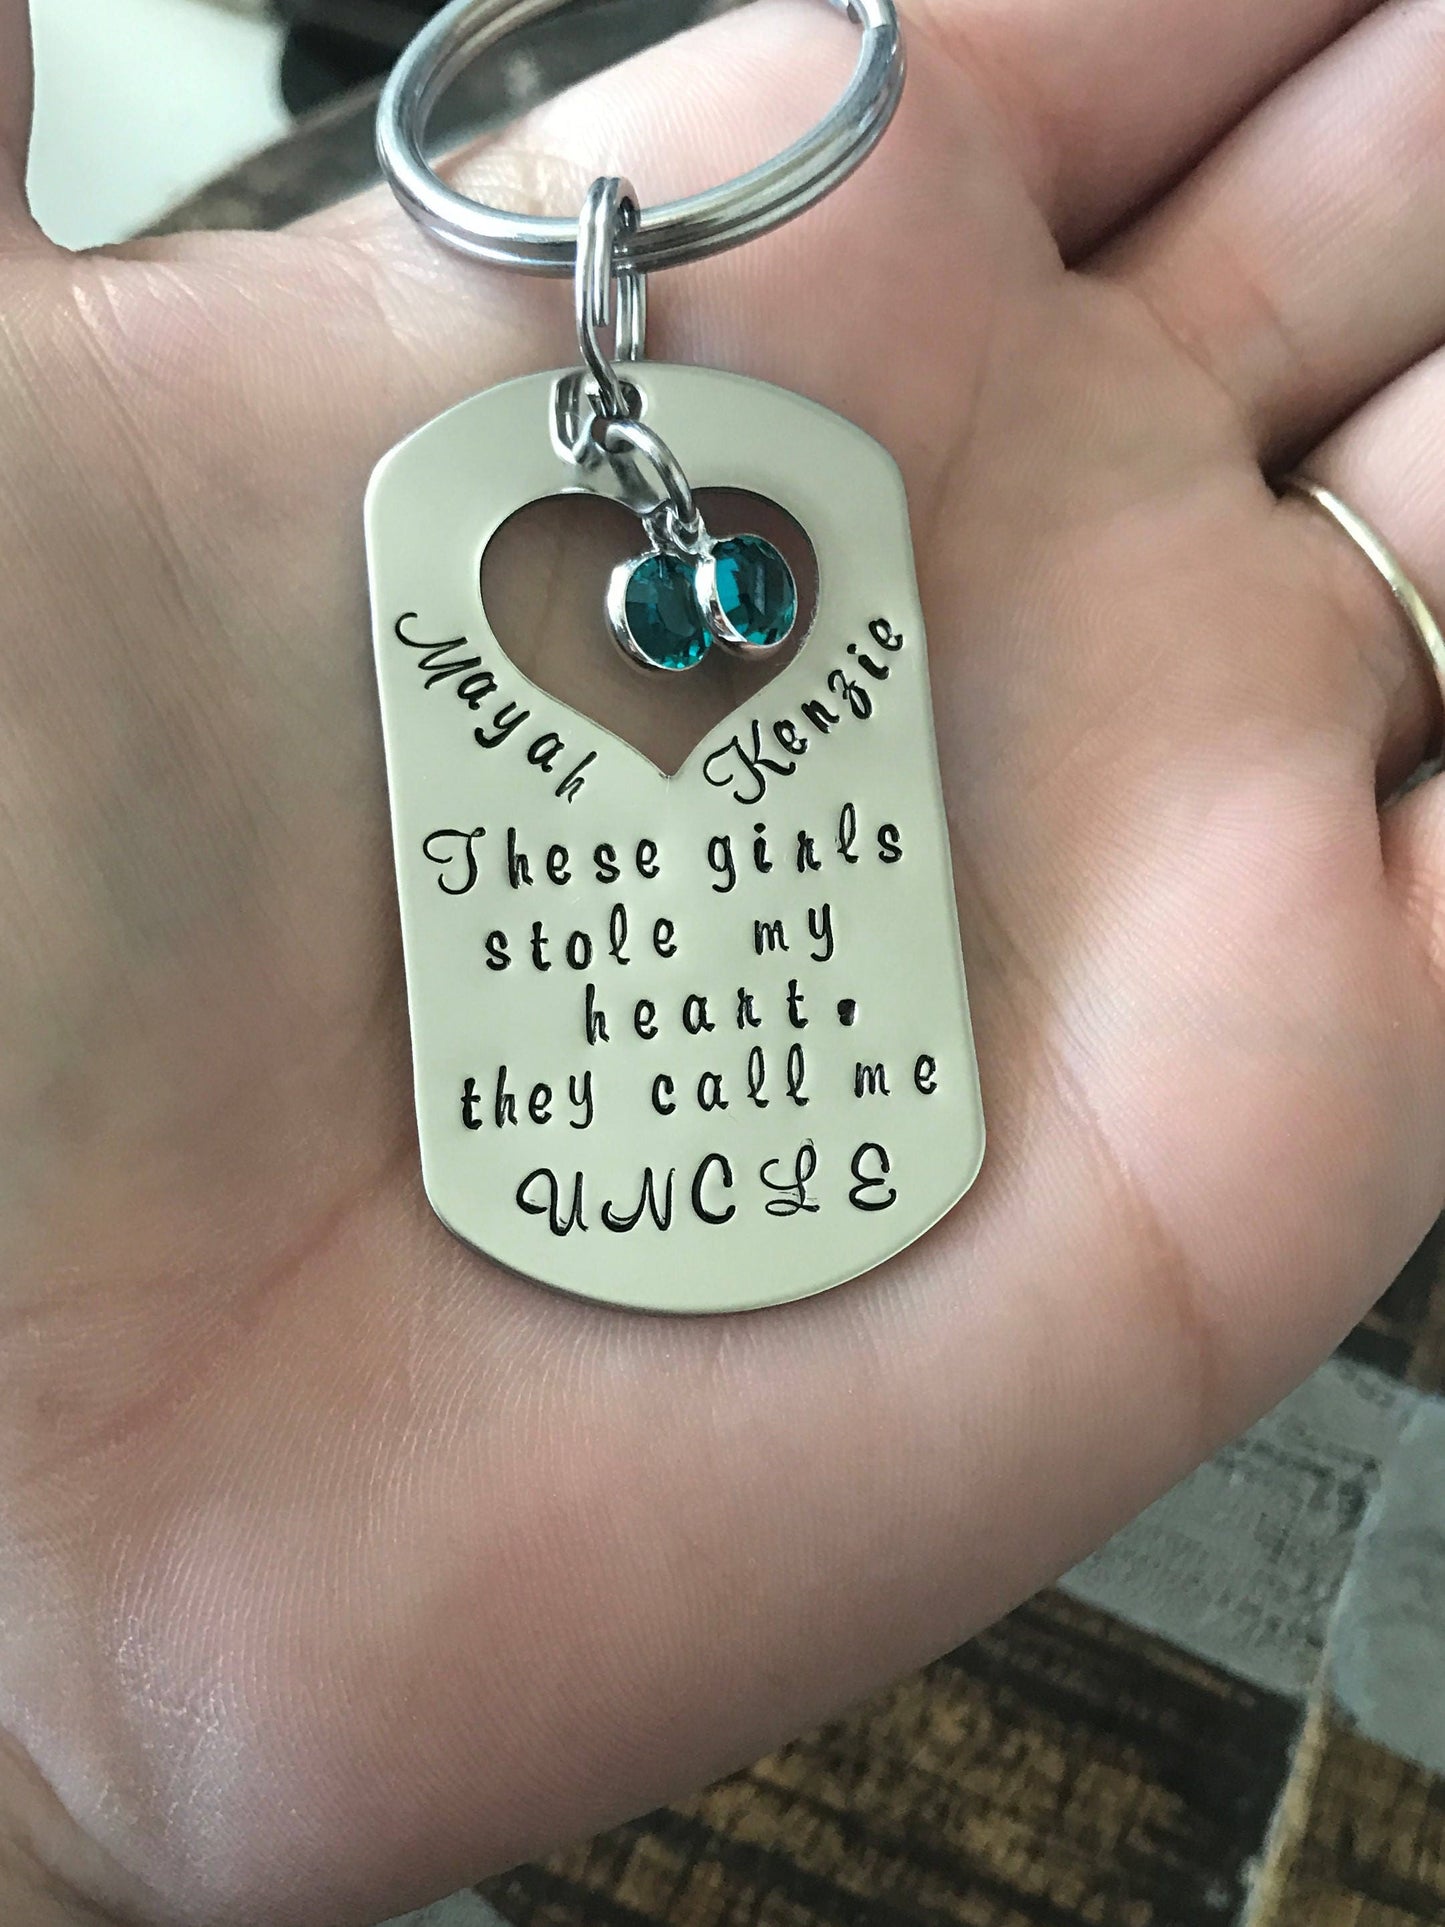 Mayah
Kenzie
These girls
stole my
heart.
they call me
UNCLE